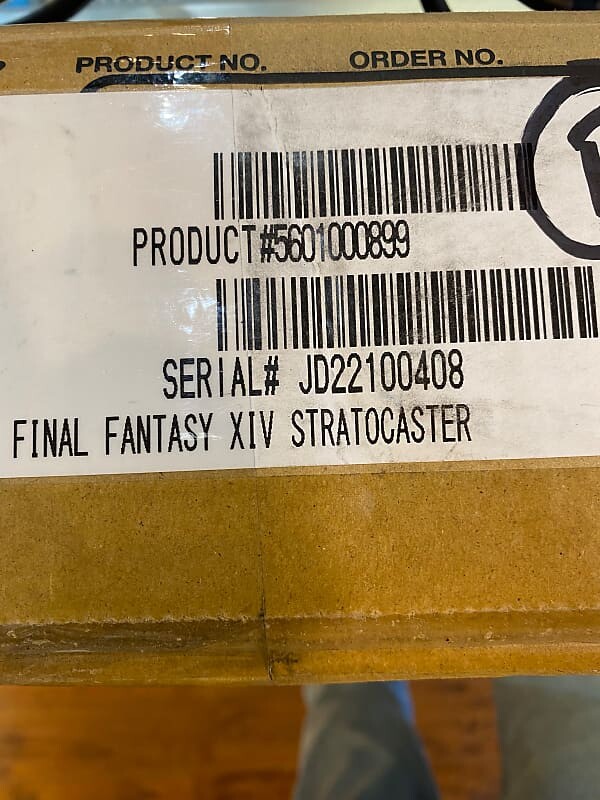 PRODUCT NO. ORDER NO.
PRODUCT#5601000899
SERIAL# JD22100408
FINAL FANTASY XIV STRATOCASTER